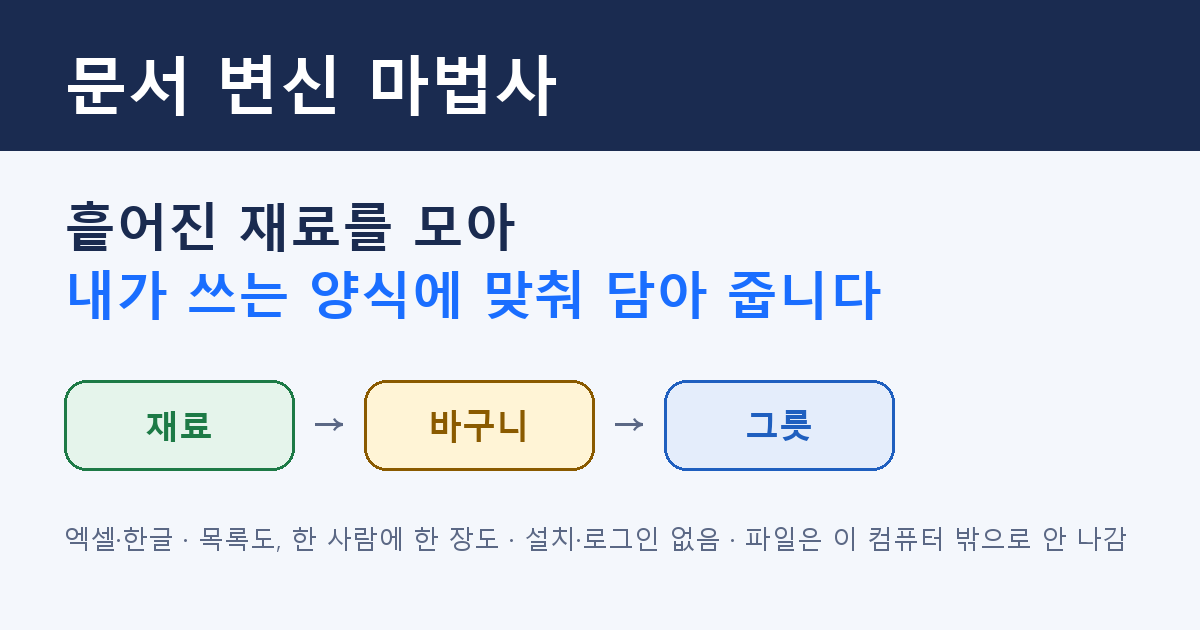 문서 변신 마법사
흩어진 재료를 모아
내가 쓰는 양식에 맞춰 담아 줍니다
재료 → 바구니 → 그릇
엑셀·한글 · 목록도, 한 사람에 한 장도 · 설치·로그인 없음 · 파일은 이 컴퓨터 밖으로 안 나감